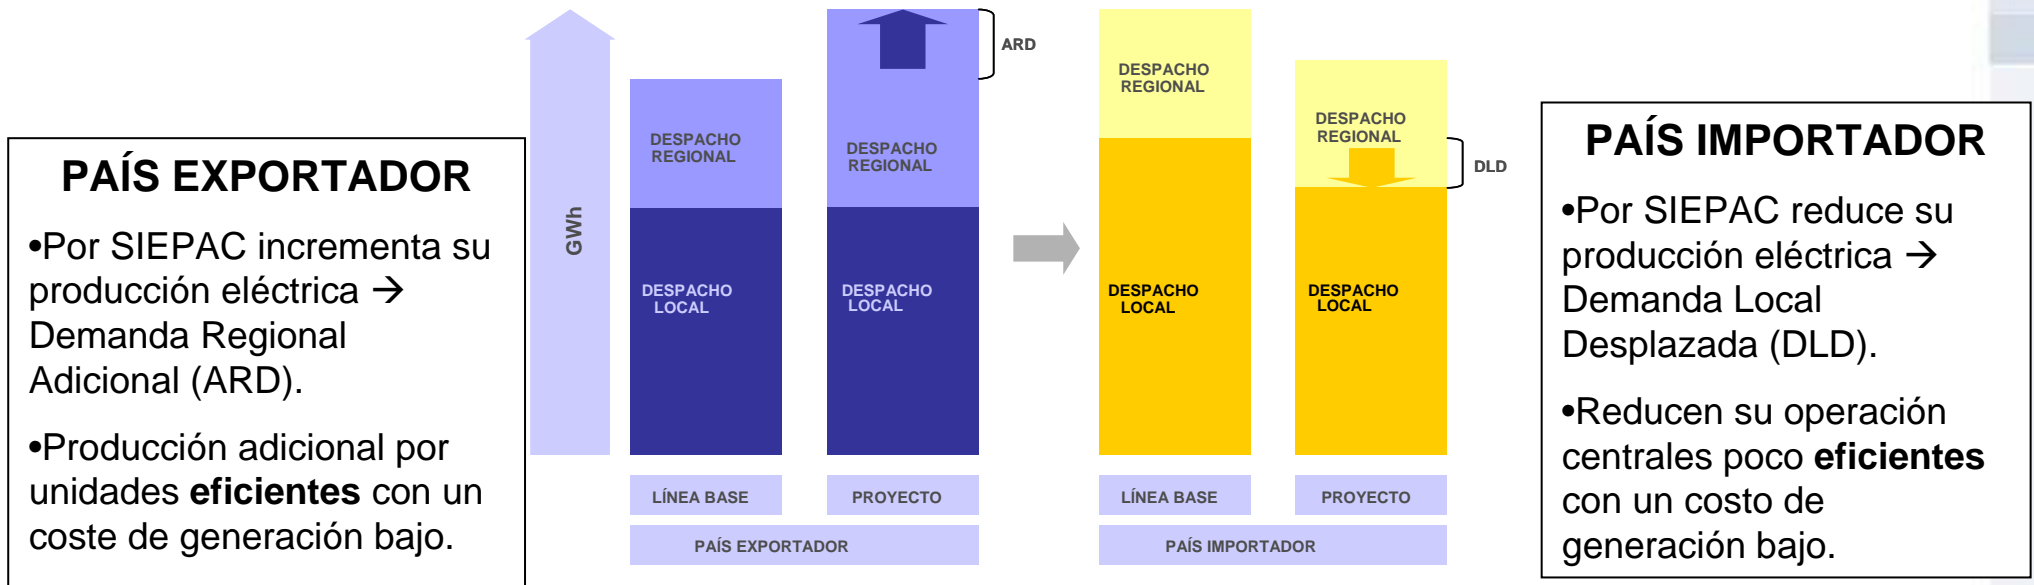 PAÍS EXPORTADOR
•Por SIEPAC incrementa su
producción eléctrica →
Demanda Regional
Adicional (ARD).
•Producción adicional por
unidades eficientes con un
coste de generación bajo.
GWh
DESPACHO
REGIONAL
DESPACHO
LOCAL
DESPACHO
REGIONAL
DESPACHO
LOCAL
ARD
DESPACHO
REGIONAL
DESPACHO
LOCAL
DESPACHO
REGIONAL
DESPACHO
LOCAL
DLD
LÍNEA BASE
PROYECTO
LÍNEA BASE
PROYECTO
PAÍS EXPORTADOR
PAÍS IMPORTADOR
PAÍS IMPORTADOR
•Por SIEPAC reduce su
producción eléctrica →
Demanda Local
Desplazada (DLD).
•Reducen su operación
centrales poco eficientes
con un costo de
generación bajo.